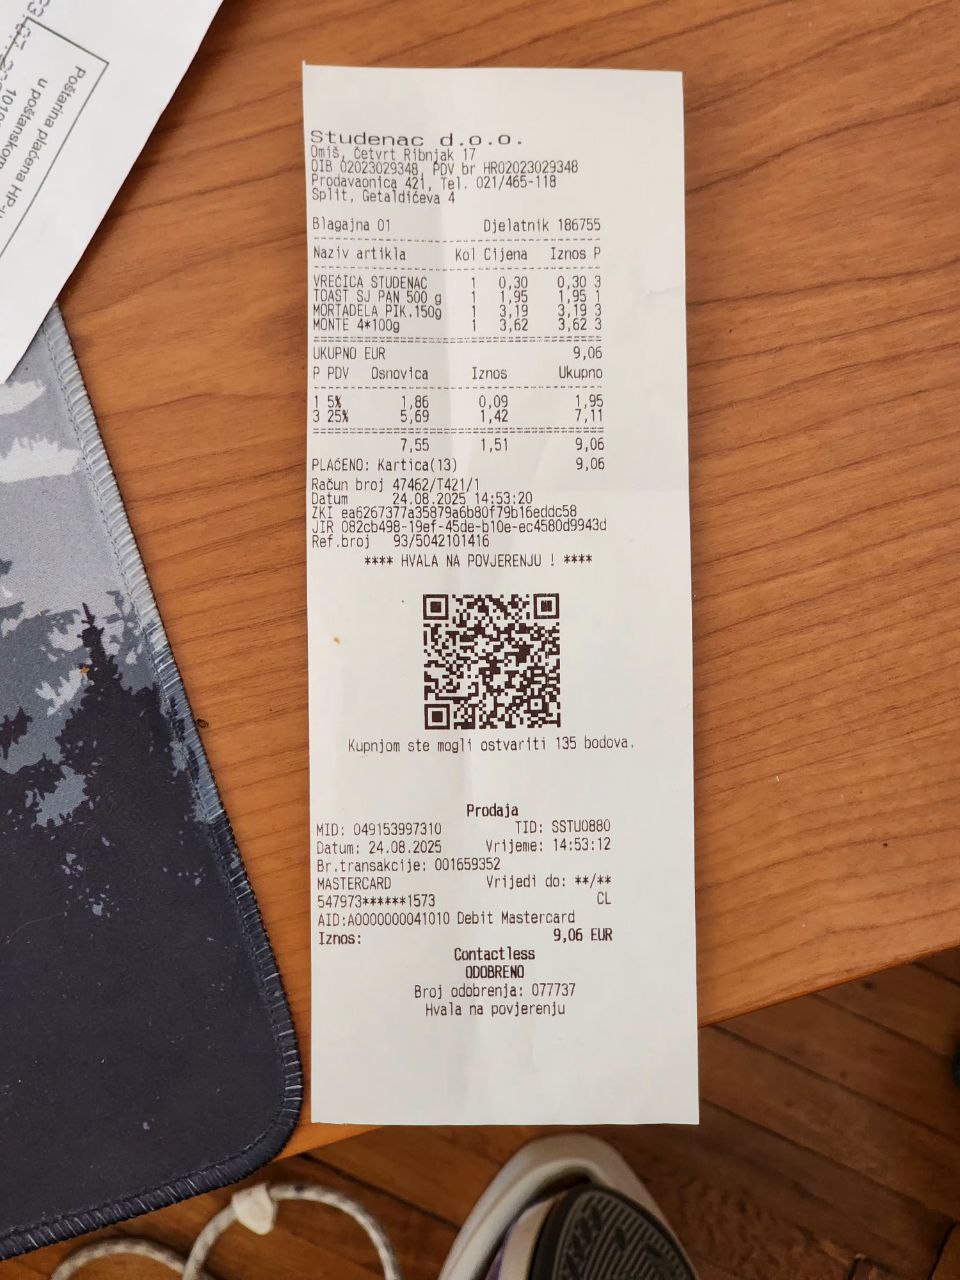 Poštarina plaćena HP-u
u poštanskom
Studenac d.o.o.
Omiš, Četvrt Ribnjak 17
OIB 02023029348, PDV br HR02023029348
Prodavaonica 421, Tel. 021/465-118
Split, Getaldićeva 4
Blagajna 01 Djelatnik 186755
Naziv artikla Kol Cijena Iznos P
VREĆICA STUDENAC 1 0,30 0,30 3
TOAST SJ PAN 500 g 1 1,95 1,95 1
MORTADELA PIK.150g 1 3,19 3,19 3
MONTE 4*100g 1 3,62 3,62 3
UKUPNO EUR 9,06
P PDV Osnovica Iznos Ukupno
1 5% 1,86 0,09 1,95
3 25% 5,69 1,42 7,11
7,55 1,51 9,06
PLAĆENO: Kartica(13) 9,06
Račun broj 47462/T421/1
Datum 24.08.2025 14:53:20
ZKI ea6267377a35879a6b80f79b16eddc58
JIR 082cb498-19ef-45de-b10e-ec4580d9943d
Ref.broj 93/5042101416
**** HVALA NA POVJERENJU ! ****
Kupnjom ste mogli ostvariti 135 bodova.
Prodaja
MID: 049153997310 TID: SSTU0880
Datum: 24.08.2025 Vrijeme: 14:53:12
Br.transakcije: 001659352
MASTERCARD Vrijedi do: **/**
547973******1573 CL
AID:A0000000041010 Debit Mastercard
Iznos: 9,06 EUR
Contactless
ODOBRENO
Broj odobrenja: 077737
Hvala na povjerenju